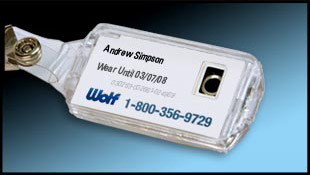 Andrew Simpson
Wear Until 03/07/08
Wolf 1-800-356-9729